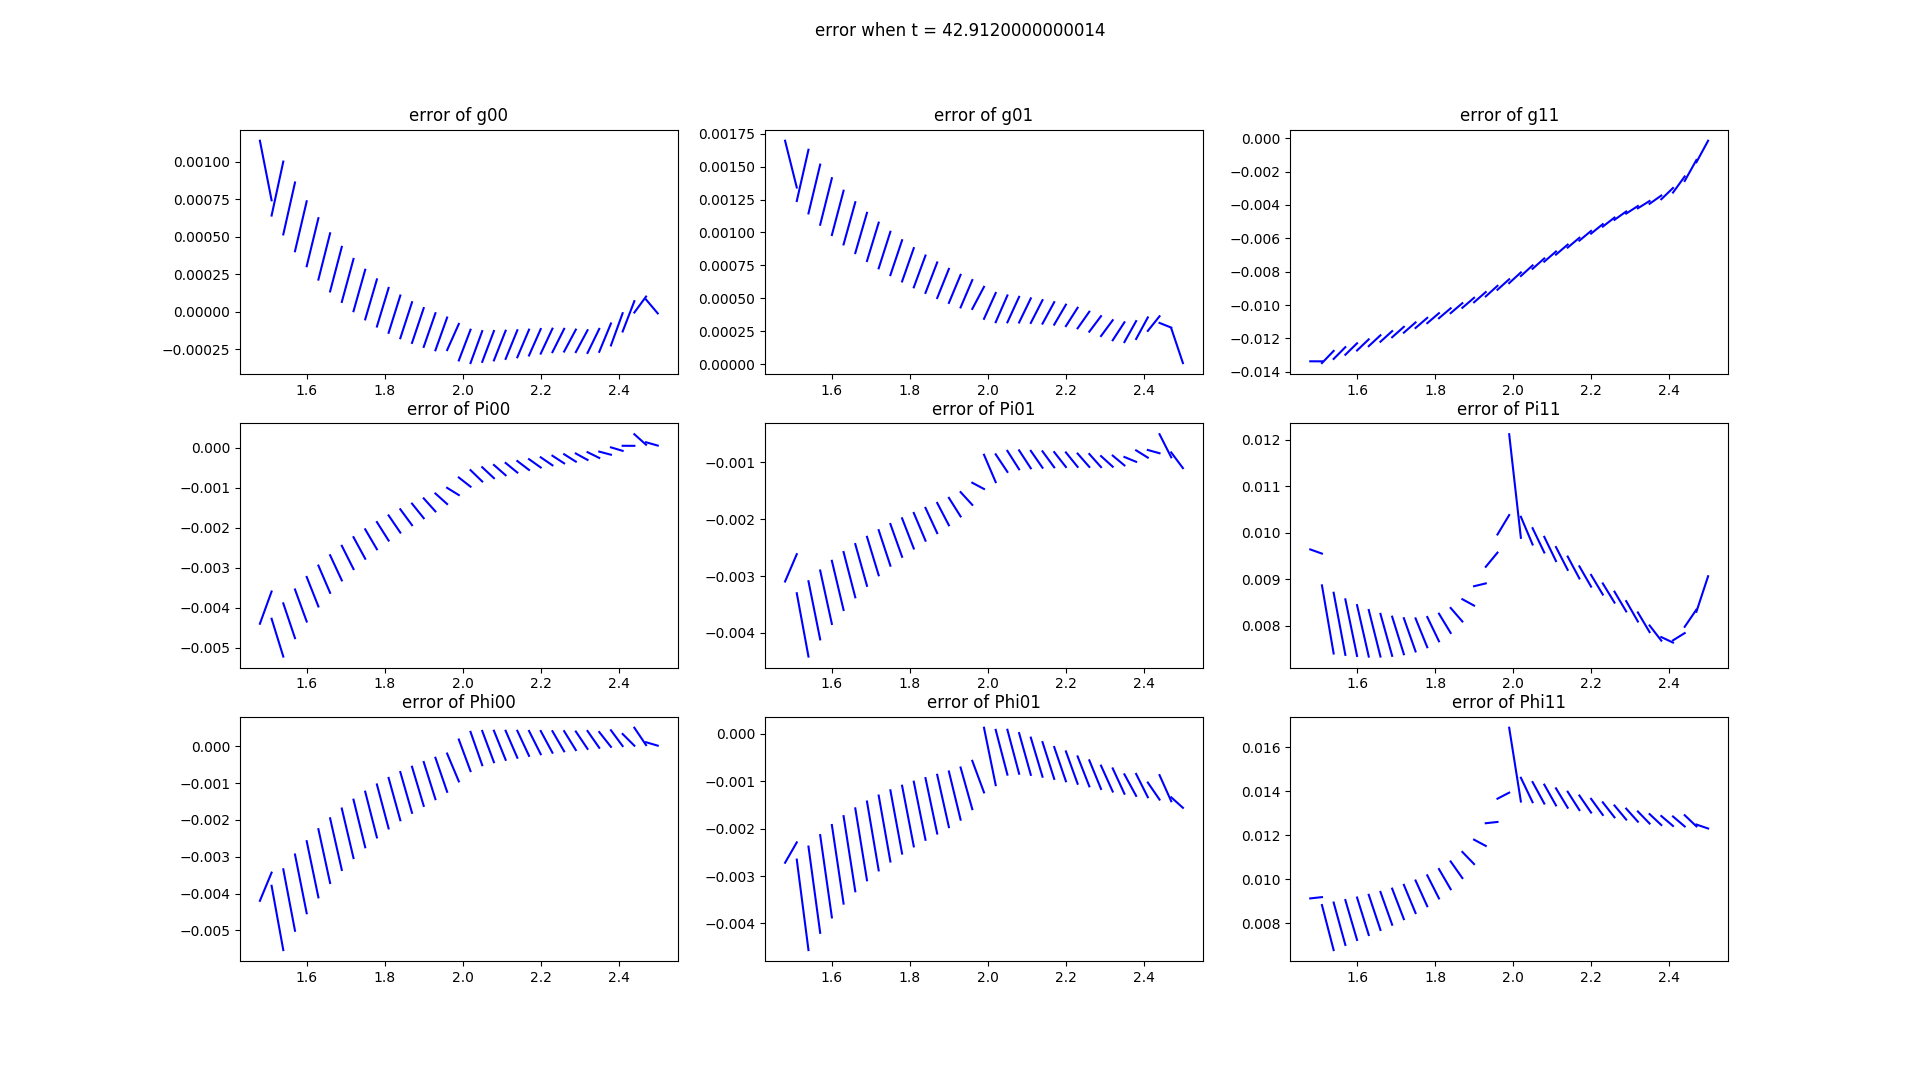 error when t = 42.9120000000014
error of g00
error of g01
error of g11
0.00100
0.00075
0.00050
0.00025
0.00000
−0.00025
1.6 1.8 2.0 2.2 2.4
0.00175
0.00150
0.00125
0.00100
0.00075
0.00050
0.00025
0.00000
1.6 1.8 2.0 2.2 2.4
0.000
−0.002
−0.004
−0.006
−0.008
−0.010
−0.012
−0.014
1.6 1.8 2.0 2.2 2.4
error of Pi00
error of Pi01
error of Pi11
0.000
−0.001
−0.002
−0.003
−0.004
−0.005
1.6 1.8 2.0 2.2 2.4
−0.001
−0.002
−0.003
−0.004
1.6 1.8 2.0 2.2 2.4
0.012
0.011
0.010
0.009
0.008
1.6 1.8 2.0 2.2 2.4
error of Phi00
error of Phi01
error of Phi11
0.000
−0.001
−0.002
−0.003
−0.004
−0.005
1.6 1.8 2.0 2.2 2.4
0.000
−0.001
−0.002
−0.003
−0.004
1.6 1.8 2.0 2.2 2.4
0.016
0.014
0.012
0.010
0.008
1.6 1.8 2.0 2.2 2.4